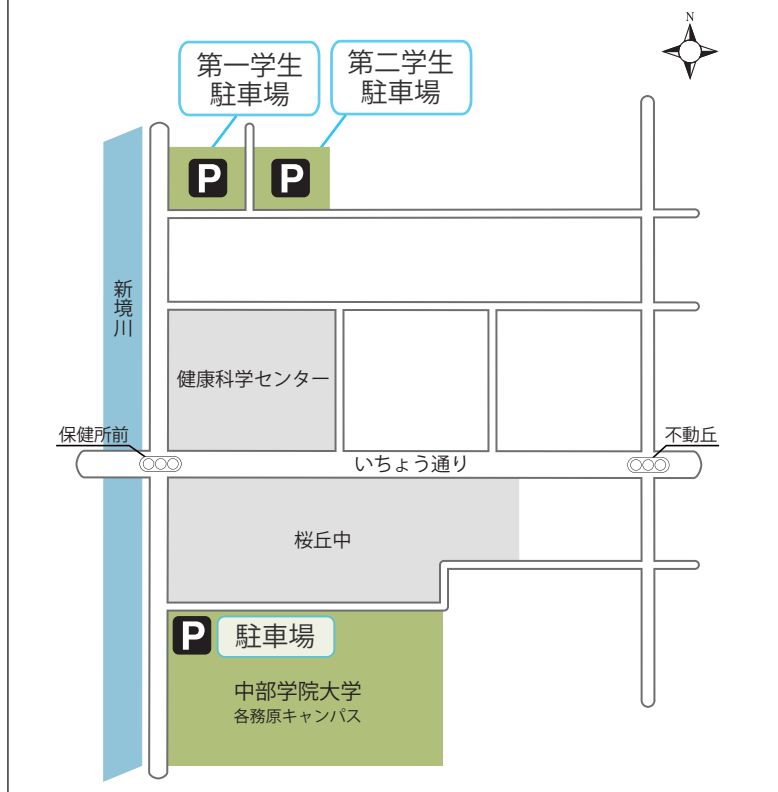 N
第一学生
駐車場
第二学生
駐車場
P
P
新境川
健康科学センター
保健所前
不動丘
いちょう通り
桜丘中
P
駐車場
中部学院大学
各務原キャンパス